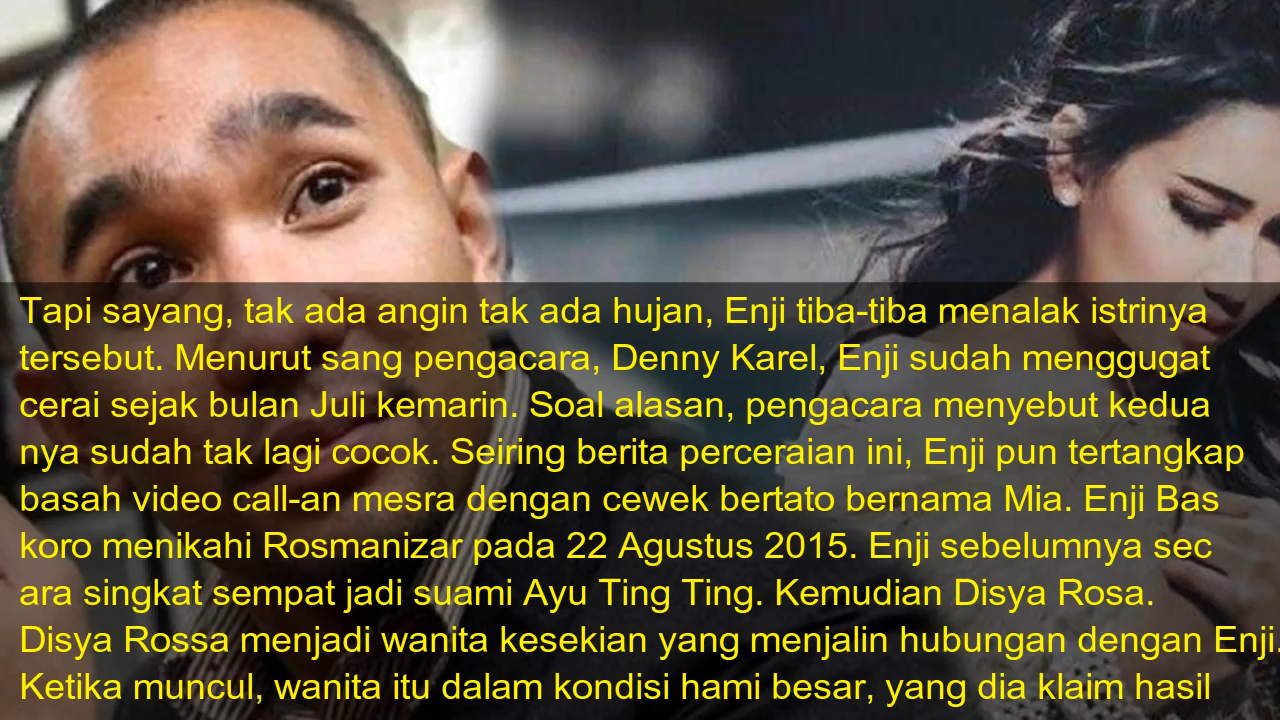 Tapi sayang, tak ada angin tak ada hujan, Enji tiba-tiba menalak istrinya
tersebut. Menurut sang pengacara, Denny Karel, Enji sudah menggugat
cerai sejak bulan Juli kemarin. Soal alasan, pengacara menyebut kedua
nya sudah tak lagi cocok. Seiring berita perceraian ini, Enji pun tertangkap
basah video call-an mesra dengan cewek bertato bernama Mia. Enji Bas
koro menikahi Rosmanizar pada 22 Agustus 2015. Enji sebelumnya sec
ara singkat sempat jadi suami Ayu Ting Ting. Kemudian Disya Rosa.
Disya Rossa menjadi wanita kesekian yang menjalin hubungan dengan Enji.
Ketika muncul, wanita itu dalam kondisi hami besar, yang dia klaim hasil